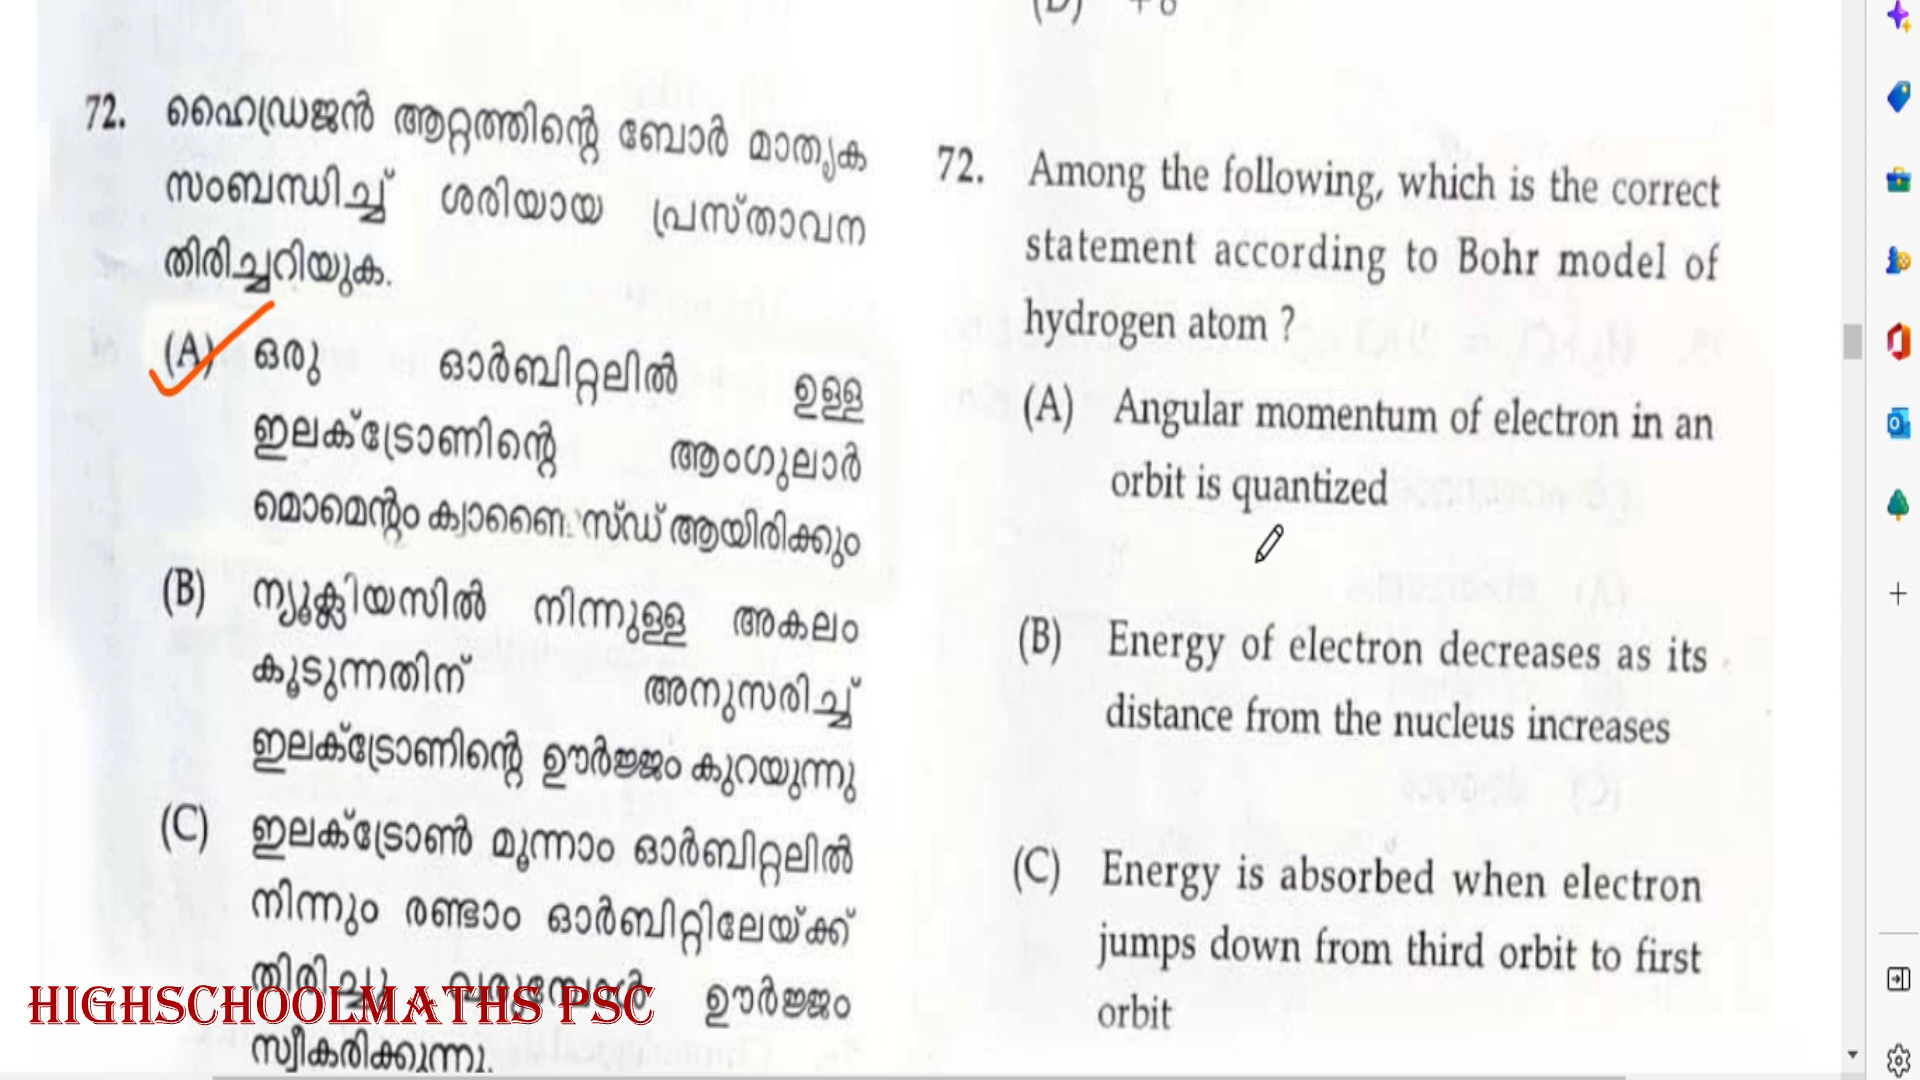 72. ഹൈഡ്രജൻ ആറ്റത്തിന്റെ ബോർ മാതൃക
സംബന്ധിച്ച് ശരിയായ പ്രസ്താവന
തിരിച്ചറിയുക.
(A) ഒരു ഓർബിറ്റലിൽ ഉള്ള
ഇലക്ട്രോണിന്റെ ആംഗുലാർ
മൊമെന്റം ആയിരിക്കും
(B) ന്യൂക്ലിയസിൽ നിന്നുള്ള അകലം
കൂടുന്നതിന് അനുസരിച്ച്
ഇലക്ട്രോണിന്റെ ഊർജ്ജം കുറയുന്നു
(C) ഇലക്ട്രോൺ മൂന്നാം ഓർബിറ്റലിൽ
നിന്നും രണ്ടാം ഓർബിറ്റിലേയ്ക്ക്
തിരിച്ചു ഊർജ്ജം
സ്വീകരിക്കുന്നു.
HIGHSCHOOLMATHS PSC
72. Among the following, which is the correct
statement according to Bohr model of
hydrogen atom ?
(A) Angular momentum of electron in an
orbit is quantized
(B) Energy of electron decreases as its
distance from the nucleus increases
(C) Energy is absorbed when electron
jumps down from third orbit to first
orbit